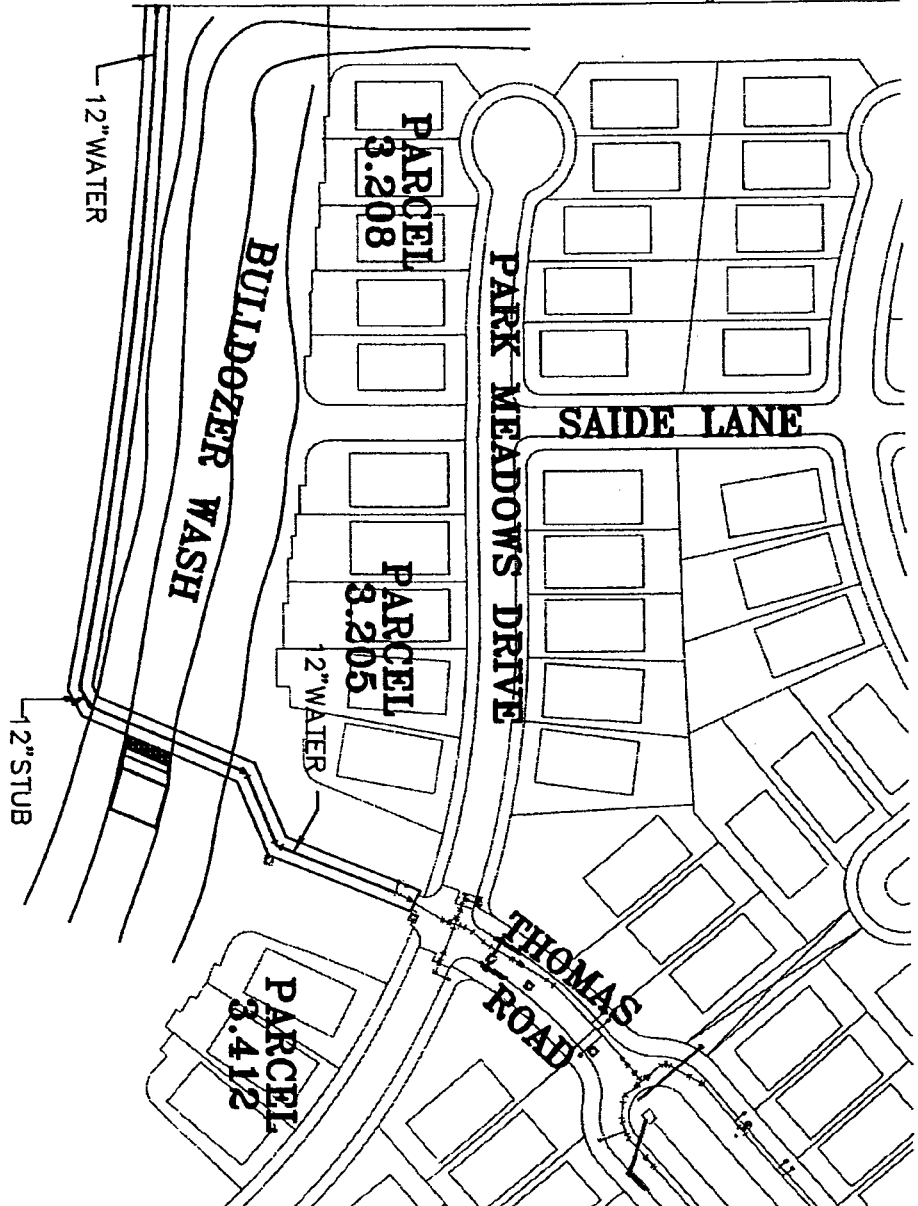 12"WATER
PARCEL
3.208
BULLDOZER WASH
PARK MEADOWS DRIVE
SAIDE LANE
PARCEL
3.205
12"WATER
12"STUB
THOMAS
ROAD
PARCEL
3.412